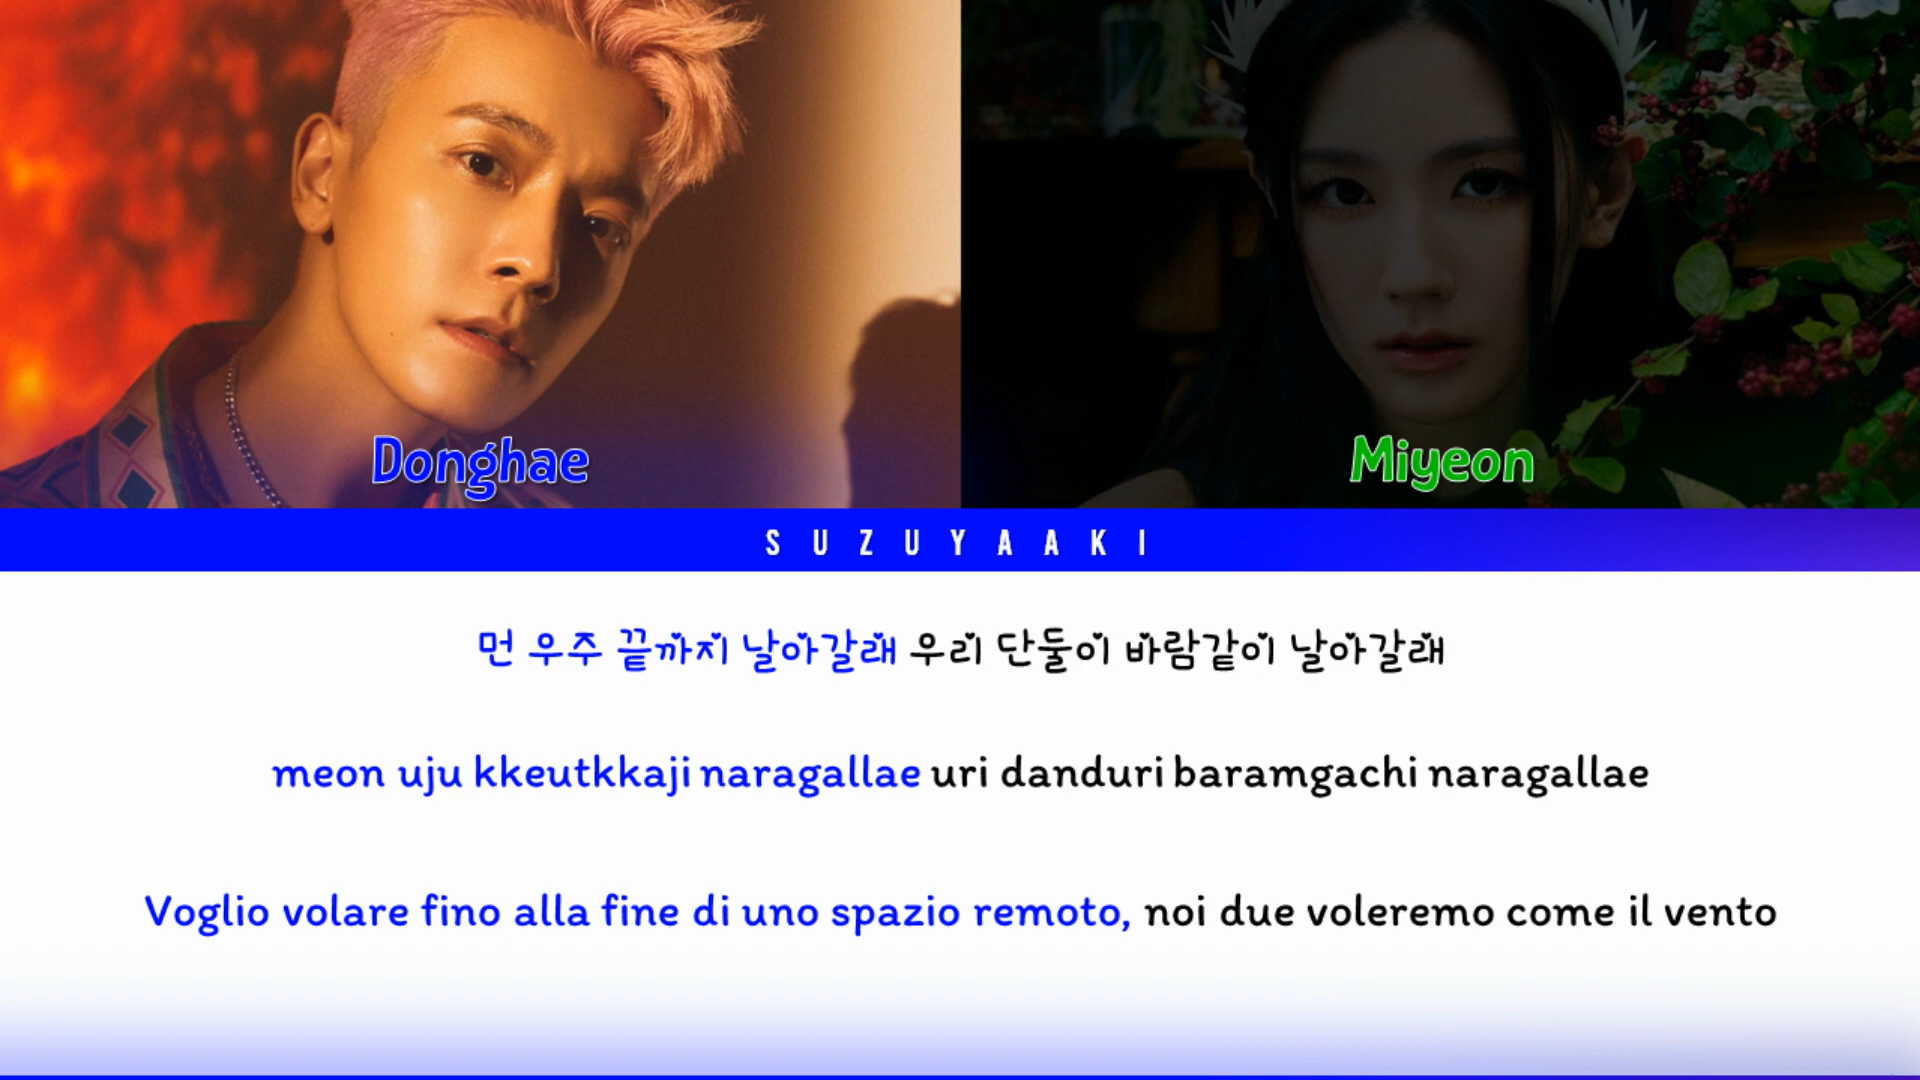 Donghae
Miyeon
SUZUYAAKI
먼 우주 끝까지 날아갈래 우리 단둘이 바람같이 날아갈래
meon uju kkeutkkaji naragallae uri danduri baramgachi naragallae
Voglio volare fino alla fine di uno spazio remoto, noi due voleremo come il vento